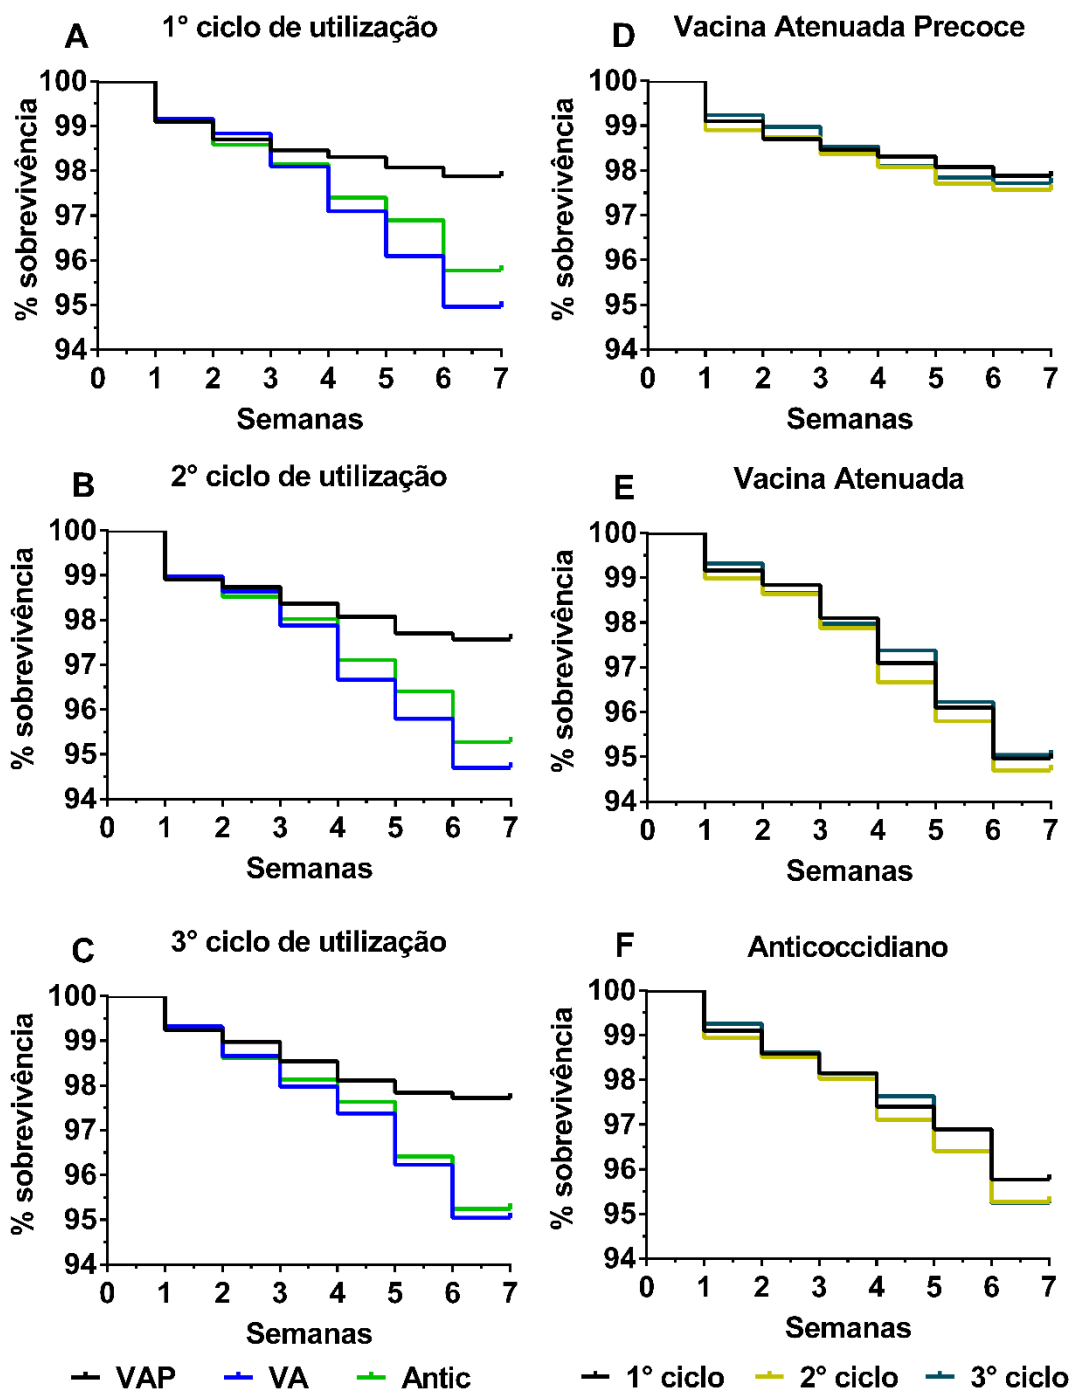 A
1° ciclo de utilização
% sobrevivência
100
99
98
97
96
95
94
0 1 2 3 4 5 6 7
Semanas
D
Vacina Atenuada Precoce
% sobrevivência
100
99
98
97
96
95
94
0 1 2 3 4 5 6 7
Semanas
B
2° ciclo de utilização
% sobrevivência
100
99
98
97
96
95
94
0 1 2 3 4 5 6 7
Semanas
E
Vacina Atenuada
% sobrevivência
100
99
98
97
96
95
94
0 1 2 3 4 5 6 7
Semanas
C
3° ciclo de utilização
% sobrevivência
100
99
98
97
96
95
94
0 1 2 3 4 5 6 7
Semanas
F
Anticoccidiano
% sobrevivência
100
99
98
97
96
95
94
0 1 2 3 4 5 6 7
Semanas
VAP VA Antic
1° ciclo 2° ciclo 3° ciclo